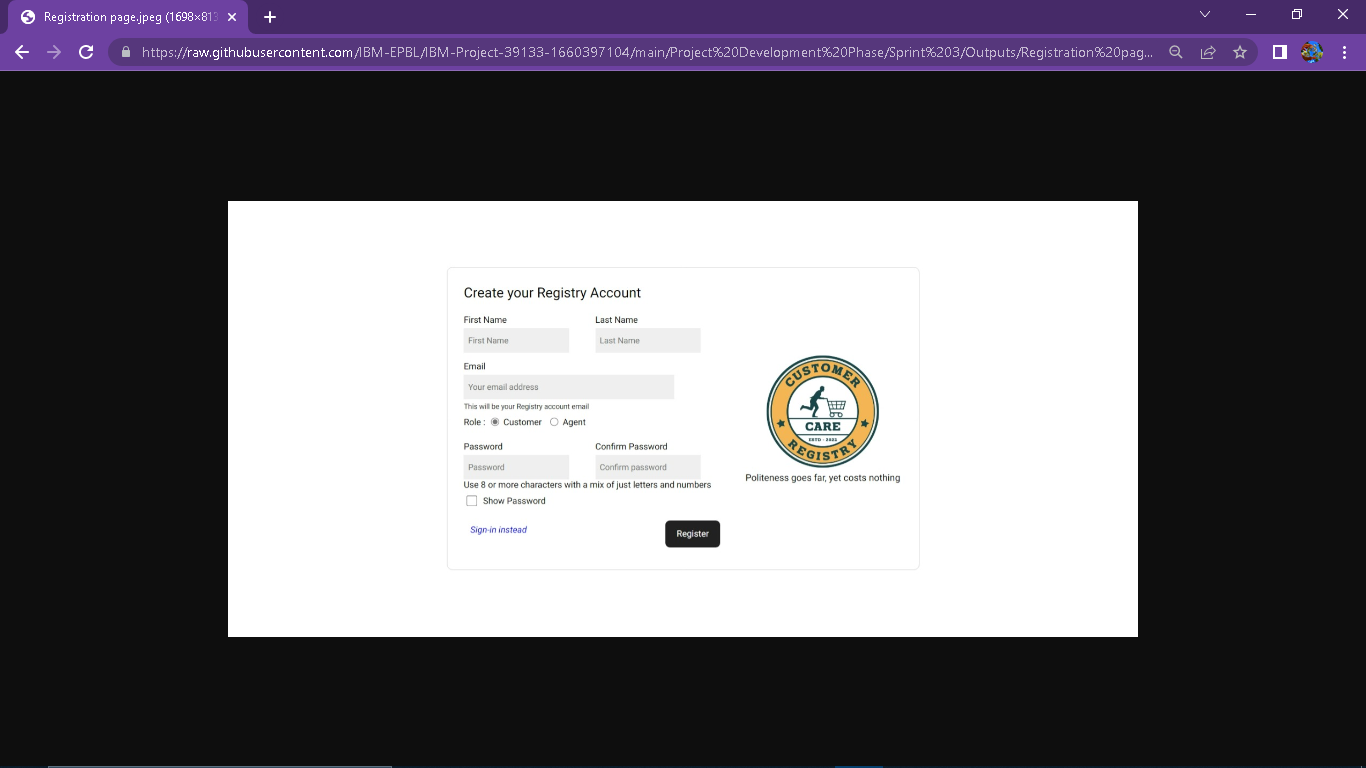 Registration page.jpeg (1698×813
https://raw.githubusercontent.com/IBM-EPBL/IBM-Project-39133-1660397104/main/Project%20Development%20Phase/Sprint%203/Outputs/Registration%20pag...
Create your Registry Account
First Name Last Name
First Name Last Name
Email
Your email address
This will be your Registry account email
Role : Customer Agent
Password Confirm Password
Password Confirm password
Use 8 or more characters with a mix of just letters and numbers
Show Password
Sign-in instead Register
CUSTOMER
CARE
ESTD - 2022
REGISTRY
Politeness goes far, yet costs nothing